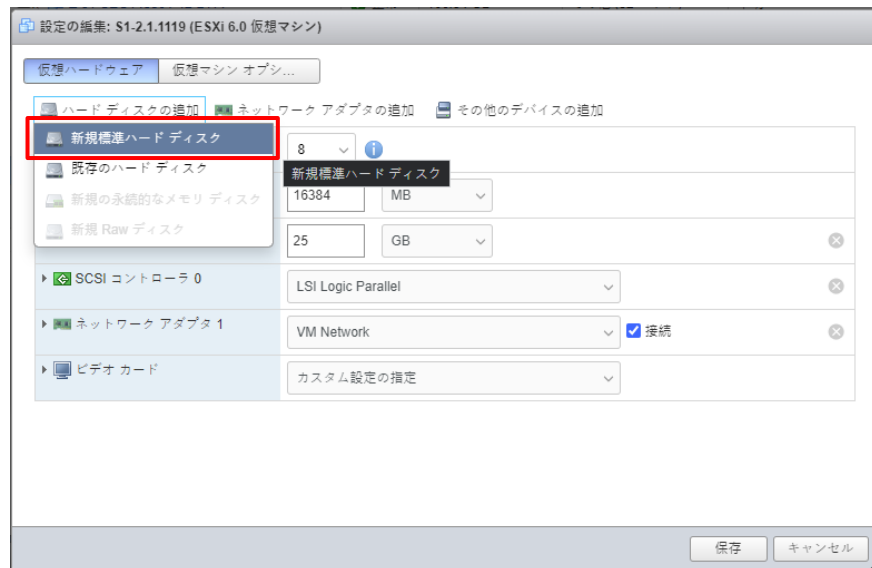 設定の編集: S1-2.1.1119 (ESXi 6.0 仮想マシン)
仮想ハードウェア 仮想マシン オプシ...
ハード ディスクの追加 ネットワーク アダプタの追加 その他のデバイスの追加
新規標準ハード ディスク
8
既存のハード ディスク
新規標準ハード ディスク
新規の永続的なメモリ ディスク
16384 MB
新規 Raw ディスク
25 GB
SCSI コントローラ 0 LSI Logic Parallel
ネットワーク アダプタ 1 VM Network 接続
ビデオ カード カスタム設定の指定
保存 キャンセル